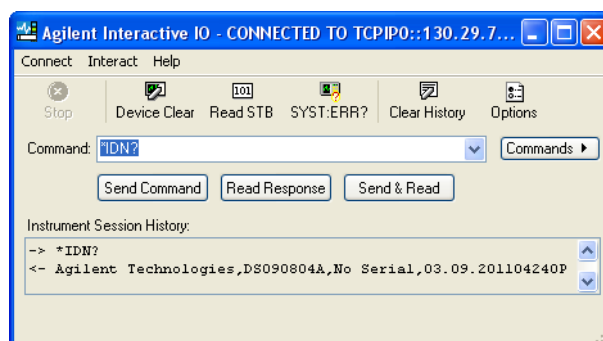 Agilent Interactive IO - CONNECTED TO TCPIP0::130.29.7...
Connect Interact Help
Stop Device Clear Read STB SYST:ERR? Clear History Options
Command: *IDN? Commands
Send Command Read Response Send & Read
Instrument Session History:
-> *IDN?
<- Agilent Technologies,DSO90804A,No Serial,03.09.201104240P